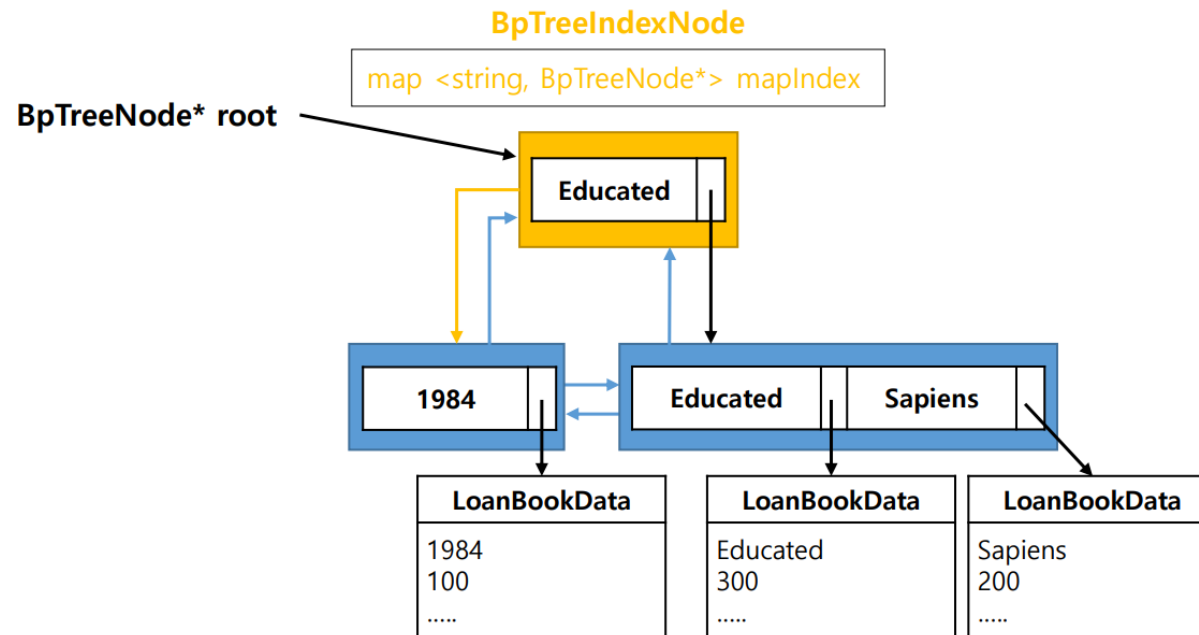 BpTreeIndexNode
map <string, BpTreeNode*> mapIndex
BpTreeNode* root
Educated
1984
Educated
Sapiens
LoanBookData
1984
100
.....
LoanBookData
Educated
300
.....
LoanBookData
Sapiens
200
.....